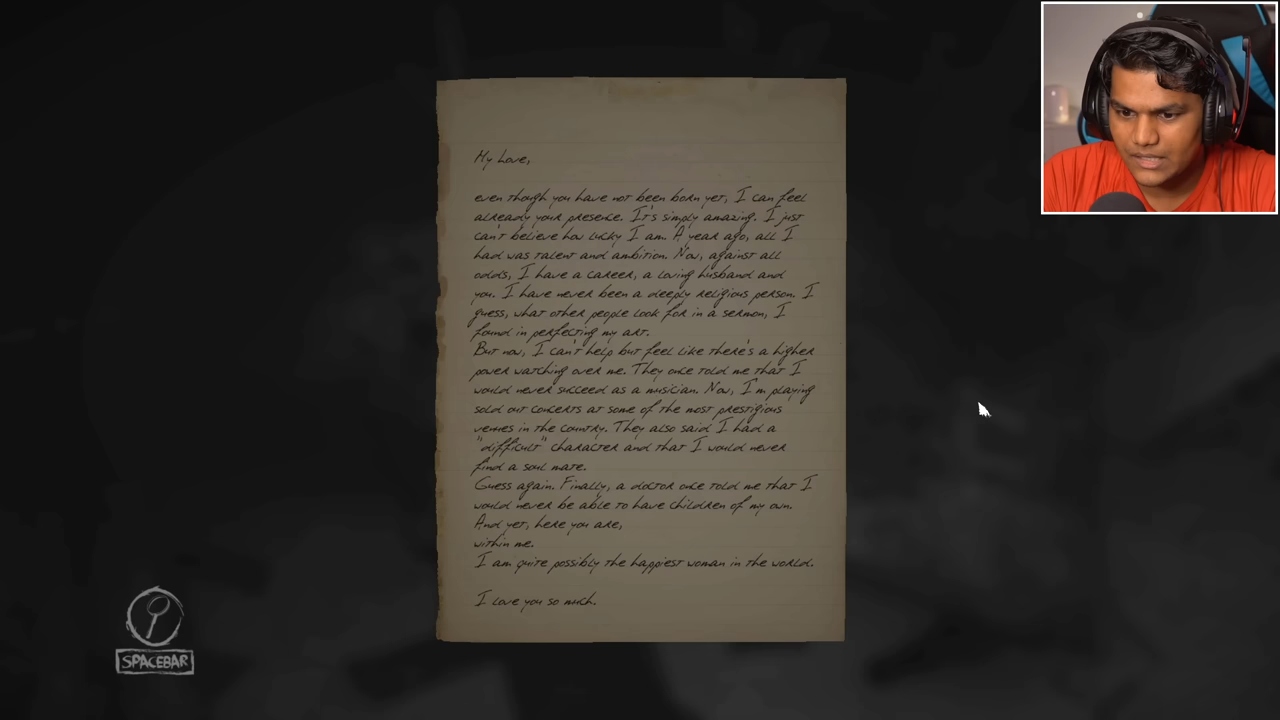 My Love,
even though you have not been born yet, I can feel
already your presence. It's simply amazing. I just
can't believe how lucky I am. A year ago, all I
had was talent and ambition. Now, against all
odds, I have a career, a loving husband and
you. I have never been a deeply religious person. I
guess, what other people look for in a sermon, I
found in perfecting my art.
But now, I can't help but feel like there's a higher
power watching over me. They once told me that I
would never succeed as a musician. Now, I'm playing
sold out concerts at some of the most prestigious
venues in the country. They also said I had a
"difficult" character and that I would never
find a soul mate.
Guess again. Finally, a doctor once told me that I
would never be able to have children of my own.
And yet, here you are,
within me.
I am quite possibly the happiest woman in the world.
I love you so much.
SPACEBAR